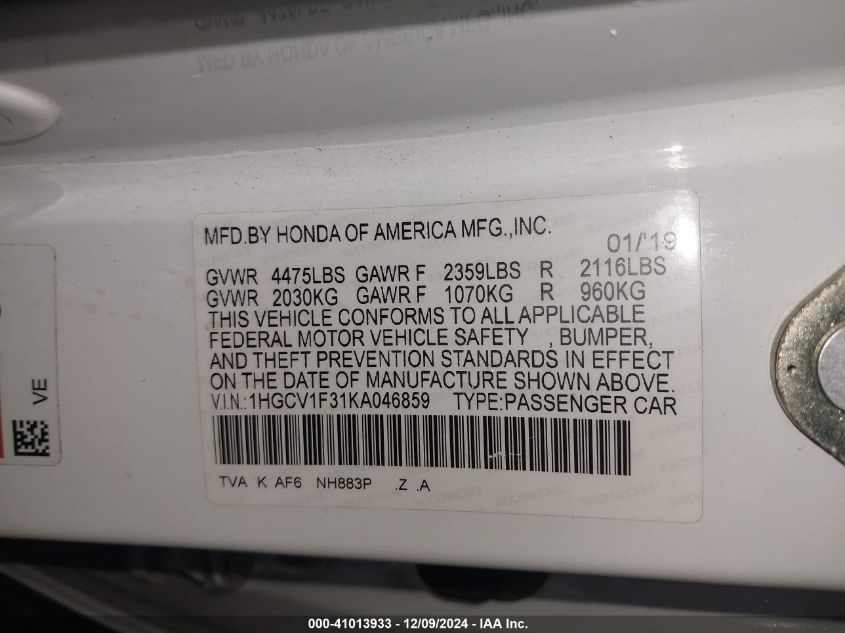 MFD.BY HONDA OF AMERICA MFG.,INC.
01/'19
GVWR 4475LBS GAWR F 2359LBS R 2116LBS
GVWR 2030KG GAWR F 1070KG R 960KG
THIS VEHICLE CONFORMS TO ALL APPLICABLE
FEDERAL MOTOR VEHICLE SAFETY , BUMPER,
AND THEFT PREVENTION STANDARDS IN EFFECT
ON THE DATE OF MANUFACTURE SHOWN ABOVE.
V.I.N.:1HGCV1F31KA046859 TYPE:PASSENGER CAR
TVA K AF6 NH883P .Z .A
VE
000-41013933 - 12/09/2024 - IAA Inc.